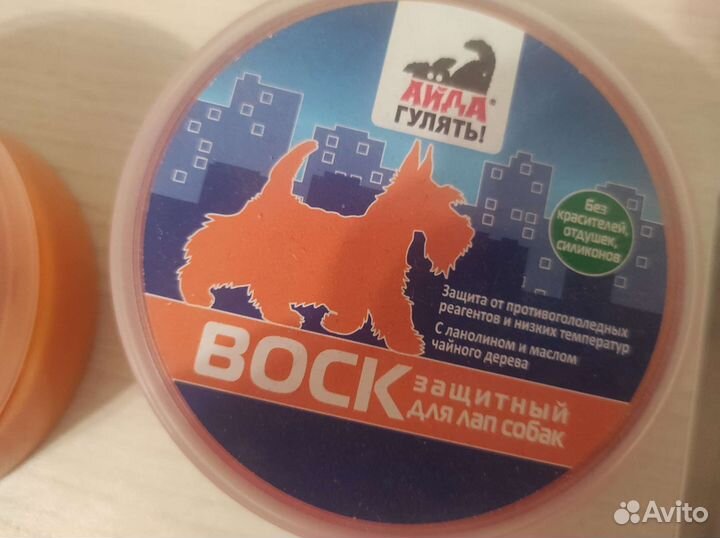 АЙДА®
ГУЛЯТЬ!
Без
красителей,
отдушек,
силиконов
Защита от противогололедных
реагентов и низких температур
С ланолином и маслом
чайного дерева
ВОСК
защитный
для лап собак
Avito